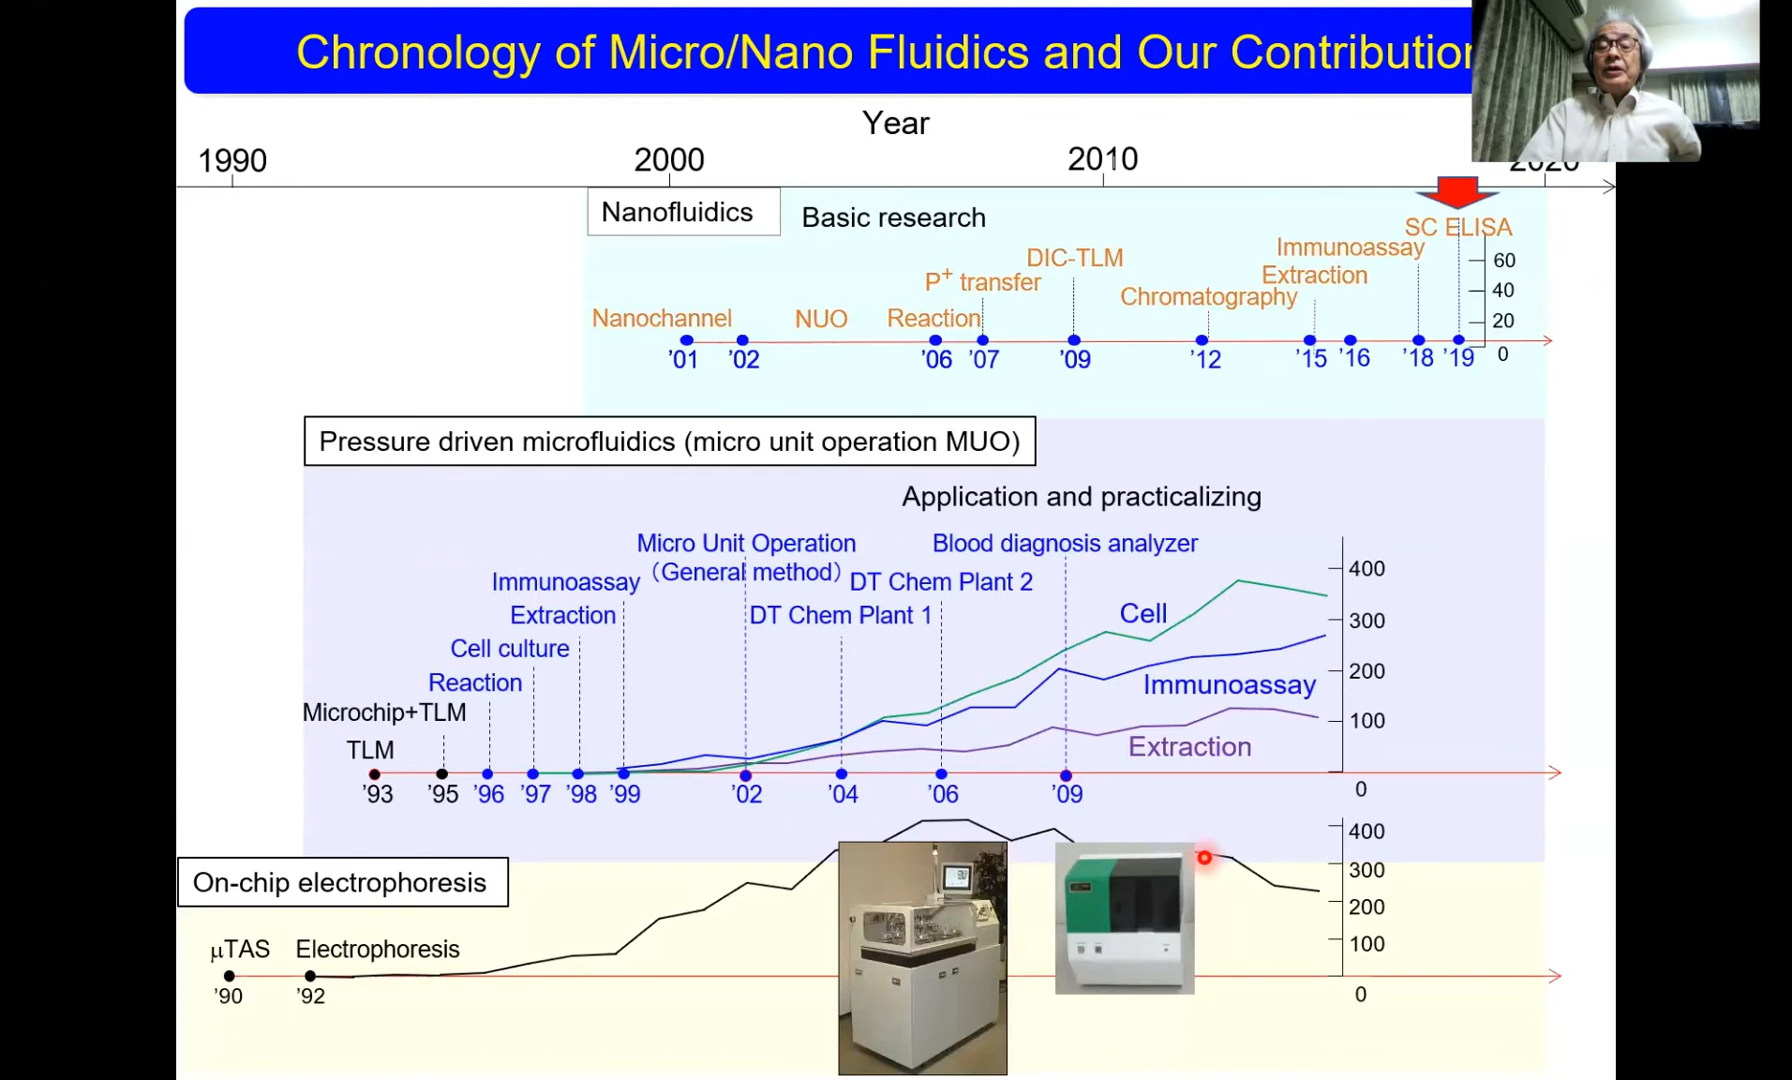 Chronology of Micro/Nano Fluidics and Our Contribution
Year
1990
2000
2010
2020
Nanofluidics
Basic research
SC ELISA
Immunoassay
Extraction
DIC-TLM
P+ transfer
Chromatography
Nanochannel
NUO
Reaction
60
40
20
0
'01
'02
'06
'07
'09
'12
'15
'16
'18
'19
Pressure driven microfluidics (micro unit operation MUO)
Application and practicalizing
Micro Unit Operation
(General method)
Blood diagnosis analyzer
Immunoassay
DT Chem Plant 2
Extraction
DT Chem Plant 1
Cell culture
Reaction
Microchip+TLM
TLM
Cell
Immunoassay
Extraction
400
300
200
100
0
'93
'95
'96
'97
'98
'99
'02
'04
'06
'09
On-chip electrophoresis
400
300
200
100
0
μTAS
Electrophoresis
'90
'92